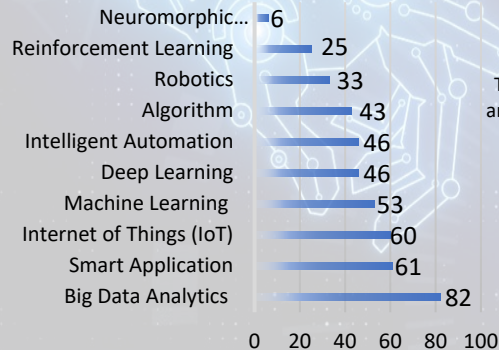 Neuromorphic... 6
Reinforcement Learning 25
Robotics 33
Algorithm 43
Intelligent Automation 46
Deep Learning 46
Machine Learning 53
Internet of Things (IoT) 60
Smart Application 61
Big Data Analytics 82
0 20 40 60 80 100